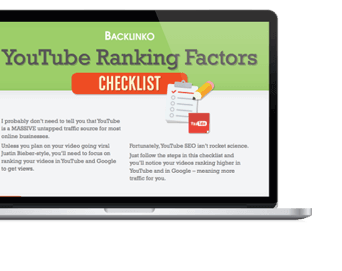 BACKLINKO
YouTube Ranking Factors
CHECKLIST
You Tube
I probably don't need to tell you that YouTube
is a MASSIVE untapped traffic source for most
online businesses.
Unless you plan on your video going viral
Justin Bieber-style, you'll need to focus on
ranking your videos in YouTube and Google
to get views.
Fortunately, YouTube SEO isn't rocket science.
Just follow the steps in this checklist and
you'll notice your videos ranking higher in
YouTube and in Google – meaning more
traffic for you.